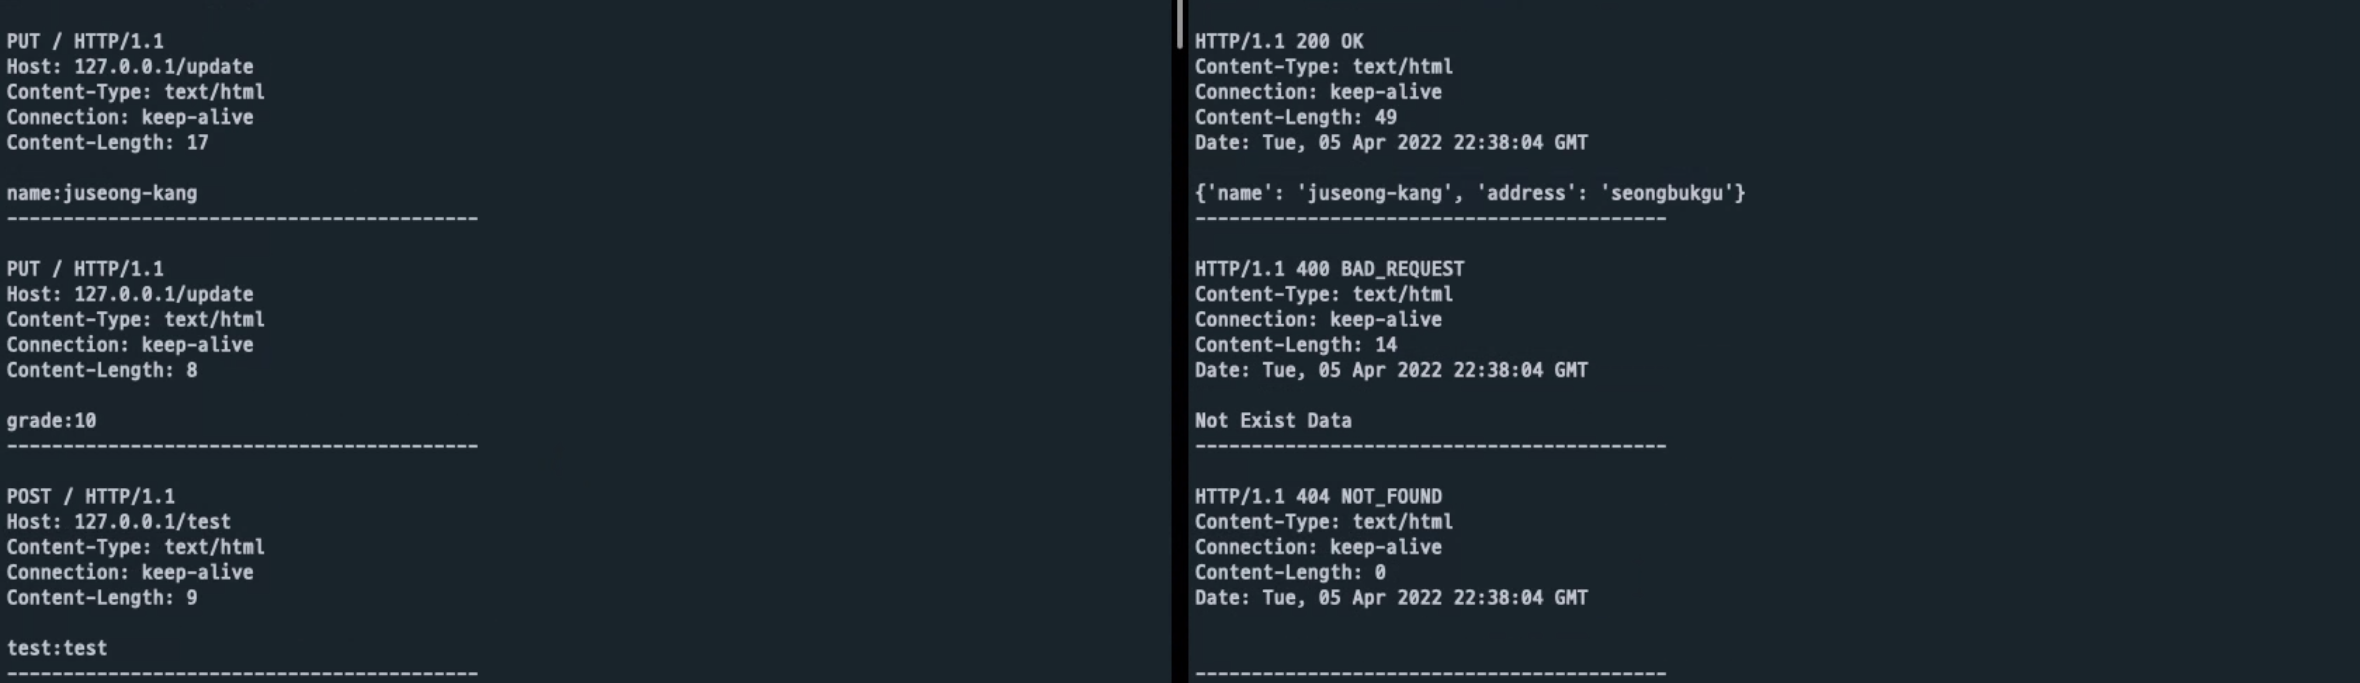 PUT / HTTP/1.1
Host: 127.0.0.1/update
Content-Type: text/html
Connection: keep-alive
Content-Length: 17

name:juseong-kang
------------------------------------------

PUT / HTTP/1.1
Host: 127.0.0.1/update
Content-Type: text/html
Connection: keep-alive
Content-Length: 8

grade:10
------------------------------------------

POST / HTTP/1.1
Host: 127.0.0.1/test
Content-Type: text/html
Connection: keep-alive
Content-Length: 9

test:test
------------------------------------------

HTTP/1.1 200 OK
Content-Type: text/html
Connection: keep-alive
Content-Length: 49
Date: Tue, 05 Apr 2022 22:38:04 GMT

{'name': 'juseong-kang', 'address': 'seongbukgu'}
------------------------------------------

HTTP/1.1 400 BAD_REQUEST
Content-Type: text/html
Connection: keep-alive
Content-Length: 14
Date: Tue, 05 Apr 2022 22:38:04 GMT

Not Exist Data
------------------------------------------

HTTP/1.1 404 NOT_FOUND
Content-Type: text/html
Connection: keep-alive
Content-Length: 0
Date: Tue, 05 Apr 2022 22:38:04 GMT


------------------------------------------